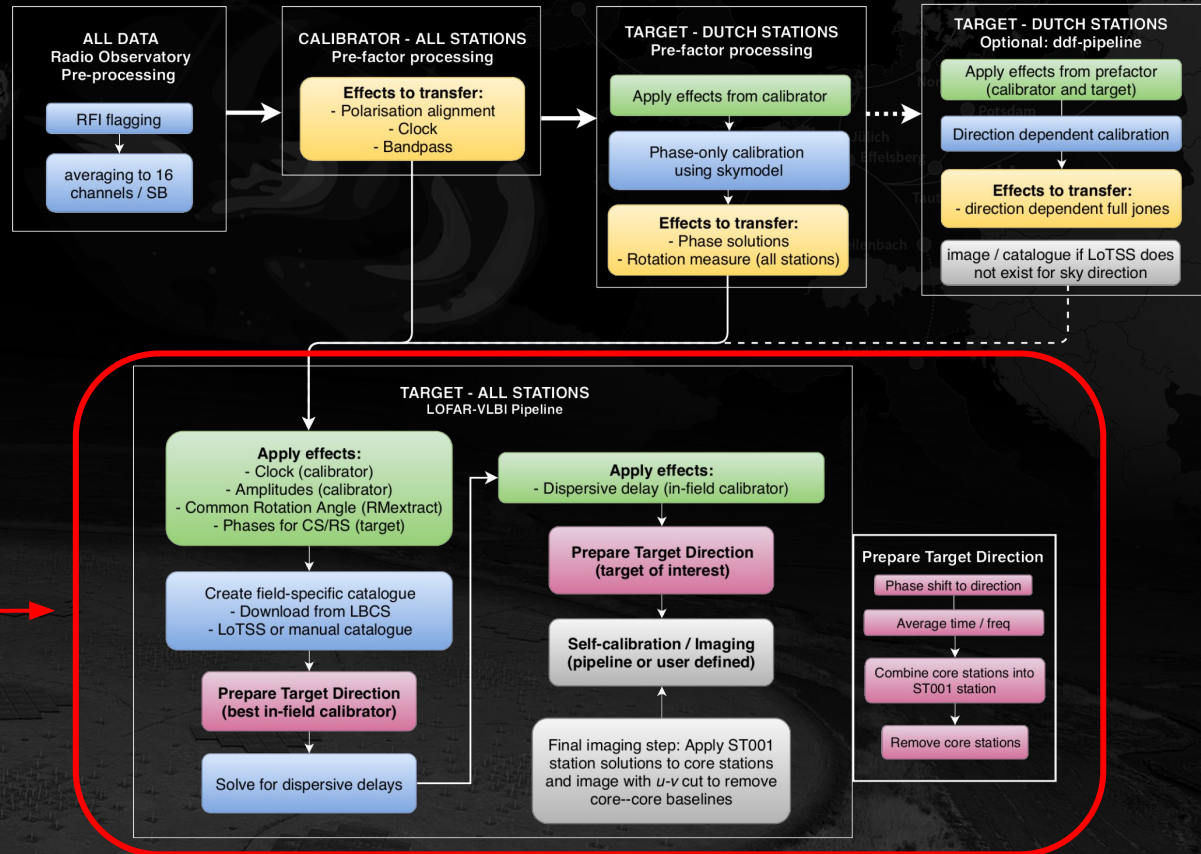 ALL DATA
Radio Observatory
Pre-processing
RFI flagging
averaging to 16
channels / SB
CALIBRATOR - ALL STATIONS
Pre-factor processing
Effects to transfer:
- Polarisation alignment
- Clock
- Bandpass
TARGET - DUTCH STATIONS
Pre-factor processing
Apply effects from calibrator
Phase-only calibration
using skymodel
Effects to transfer:
- Phase solutions
- Rotation measure (all stations)
TARGET - DUTCH STATIONS
Optional: ddf-pipeline
Apply effects from prefactor
(calibrator and target)
Direction dependent calibration
Effects to transfer:
- direction dependent full jones
image / catalogue if LoTSS does
not exist for sky direction
Potsdam
Jülich
Effelsberg
TARGET - ALL STATIONS
LOFAR-VLBI Pipeline
Apply effects:
- Clock (calibrator)
- Amplitudes (calibrator)
- Common Rotation Angle (RMextract)
- Phases for CS/RS (target)
Create field-specific catalogue
- Download from LBCS
- LoTSS or manual catalogue
Prepare Target Direction
(best in-field calibrator)
Solve for dispersive delays
Apply effects:
- Dispersive delay (in-field calibrator)
Prepare Target Direction
(target of interest)
Self-calibration / Imaging
(pipeline or user defined)
Final imaging step: Apply ST001
station solutions to core stations
and image with u-v cut to remove
core--core baselines
Prepare Target Direction
Phase shift to direction
Average time / freq
Combine core stations into
ST001 station
Remove core stations